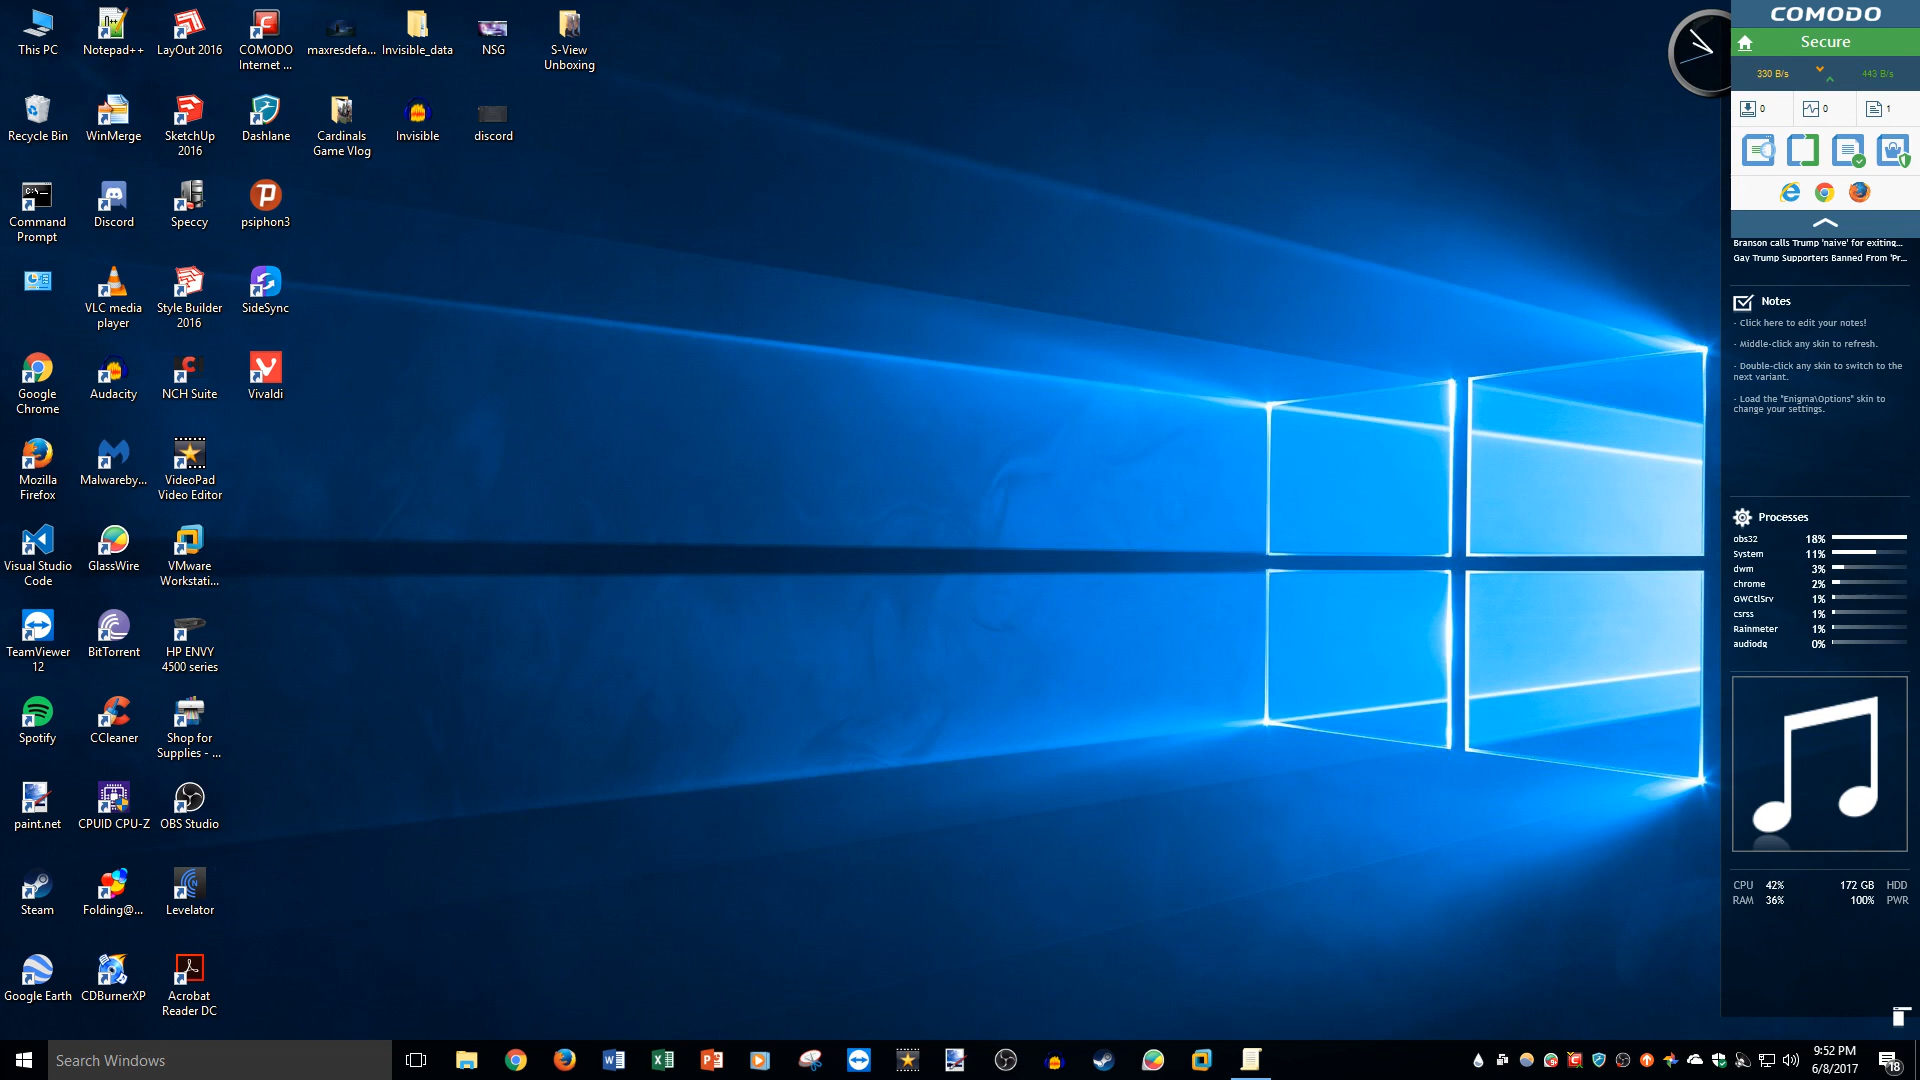 This PC
Notepad++
LayOut 2016
COMODO
Internet ...
maxresdefa...
Invisible_data
NSG
S-View
Unboxing
Recycle Bin
WinMerge
SketchUp
2016
Dashlane
Cardinals
Game Vlog
Invisible
discord
Command
Prompt
Discord
Speccy
psiphon3
VLC media
player
Style Builder
2016
SideSync
Google
Chrome
Audacity
NCH Suite
Vivaldi
Mozilla
Firefox
Malwareby...
VideoPad
Video Editor
Visual Studio
Code
GlassWire
VMware
Workstati...
TeamViewer
12
BitTorrent
HP ENVY
4500 series
Spotify
CCleaner
Shop for
Supplies - ...
paint.net
CPUID CPU-Z
OBS Studio
Steam
Folding@...
Levelator
Google Earth
CDBurnerXP
Acrobat
Reader DC
COMODO
Secure
330 B/s
443 B/s
0
0
1
Branson calls Trump 'naive' for exiting...
Gay Trump Supporters Banned From 'Pr...
Notes
- Click here to edit your notes!
- Middle-click any skin to refresh.
- Double-click any skin to switch to the
next variant.
- Load the "Enigma\Options" skin to
change your settings.
Processes
obs32 18%
System 11%
dwm 3%
chrome 2%
GWCtlSrv 1%
csrss 1%
Rainmeter 1%
audiodg 0%
CPU 42% 172 GB HDD
RAM 36% 100% PWR
Search Windows
9:52 PM
6/8/2017
18